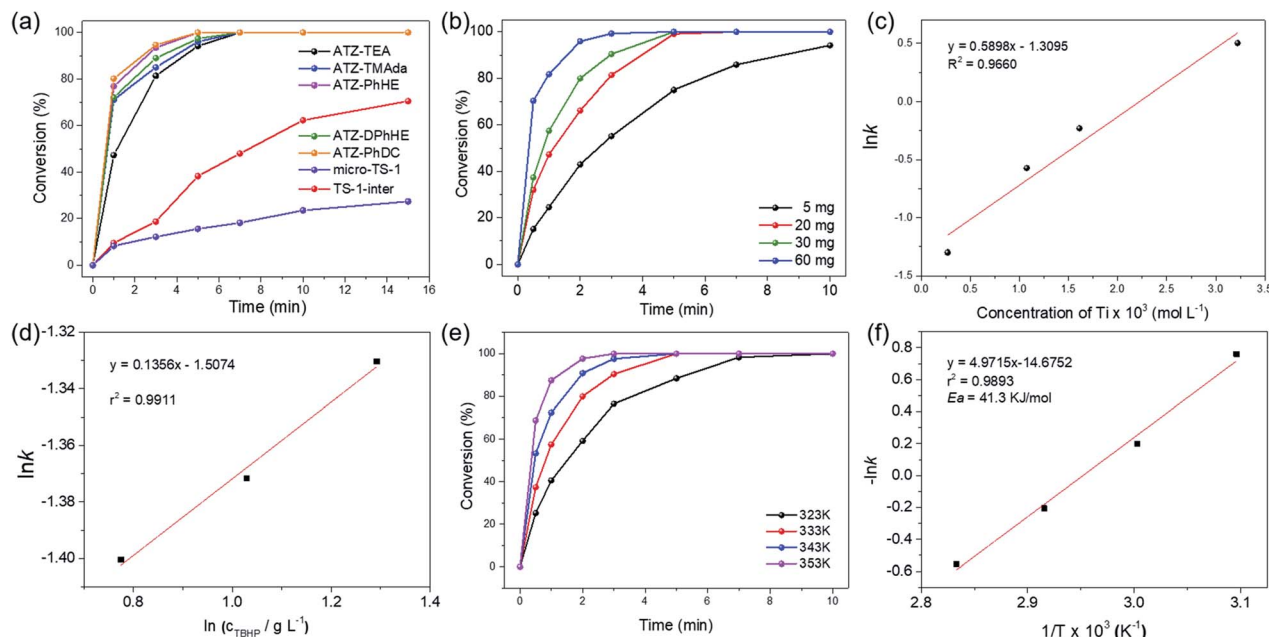 (a)
100
80
60
40
20
0
Conversion (%)
ATZ-TEA
ATZ-TMAda
ATZ-PhHE
ATZ-DPhHE
ATZ-PhDC
micro-TS-1
TS-1-inter
0 2 4 6 8 10 12 14 16
Time (min)
(b)
100
80
60
40
20
0
Conversion (%)
5 mg
20 mg
30 mg
60 mg
0 2 4 6 8 10
Time (min)
(c)
0.5
0.0
-0.5
-1.0
-1.5
lnk
y = 0.5898x - 1.3095
R² = 0.9660
0.0 0.5 1.0 1.5 2.0 2.5 3.0 3.5
Concentration of Ti x 10³ (mol L⁻¹)
(d)
-1.32
-1.34
-1.36
-1.38
-1.40
lnk
y = 0.1356x - 1.5074
r² = 0.9911
0.8 1.0 1.2 1.4
ln (c_TBHP / g L⁻¹)
(e)
100
80
60
40
20
0
Conversion (%)
323K
333K
343K
353K
0 2 4 6 8 10
Time (min)
(f)
0.8
0.6
0.4
0.2
0.0
-0.2
-0.4
-0.6
-lnk
y = 4.9715x-14.6752
r² = 0.9893
Ea = 41.3 KJ/mol
2.8 2.9 3.0 3.1
1/T x 10³ (K⁻¹)